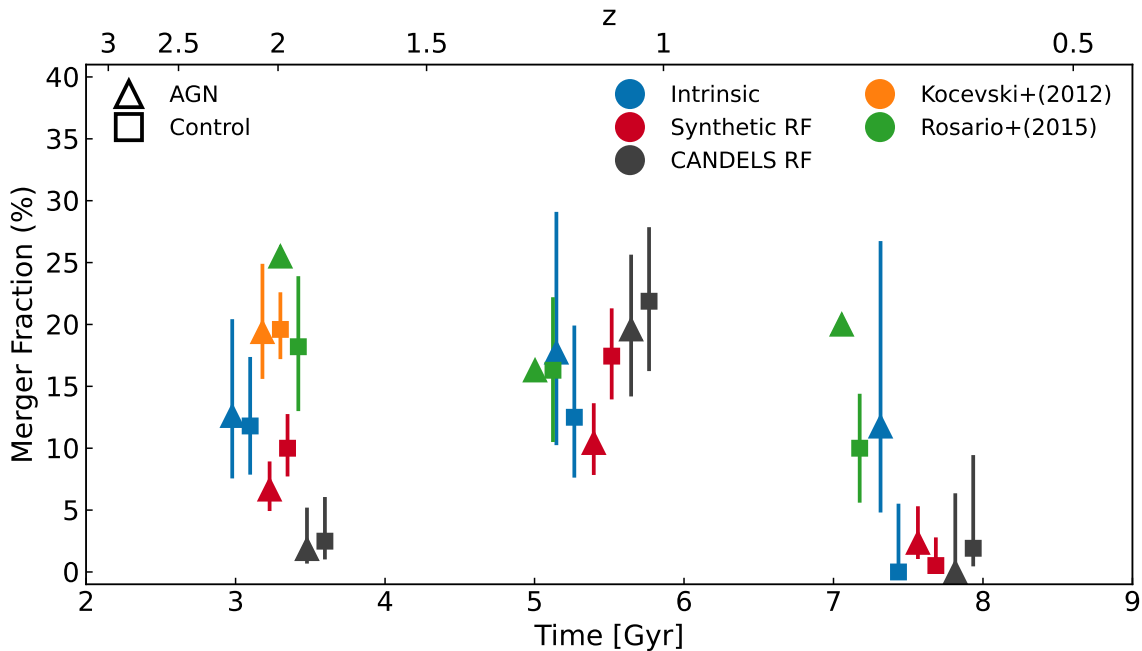 z
3 2.5 2 1.5 1 0.5
AGN
Control
Intrinsic
Synthetic RF
CANDELS RF
Kocevski+(2012)
Rosario+(2015)
Merger Fraction (%)
40
35
30
25
20
15
10
5
0
2 3 4 5 6 7 8 9
Time [Gyr]